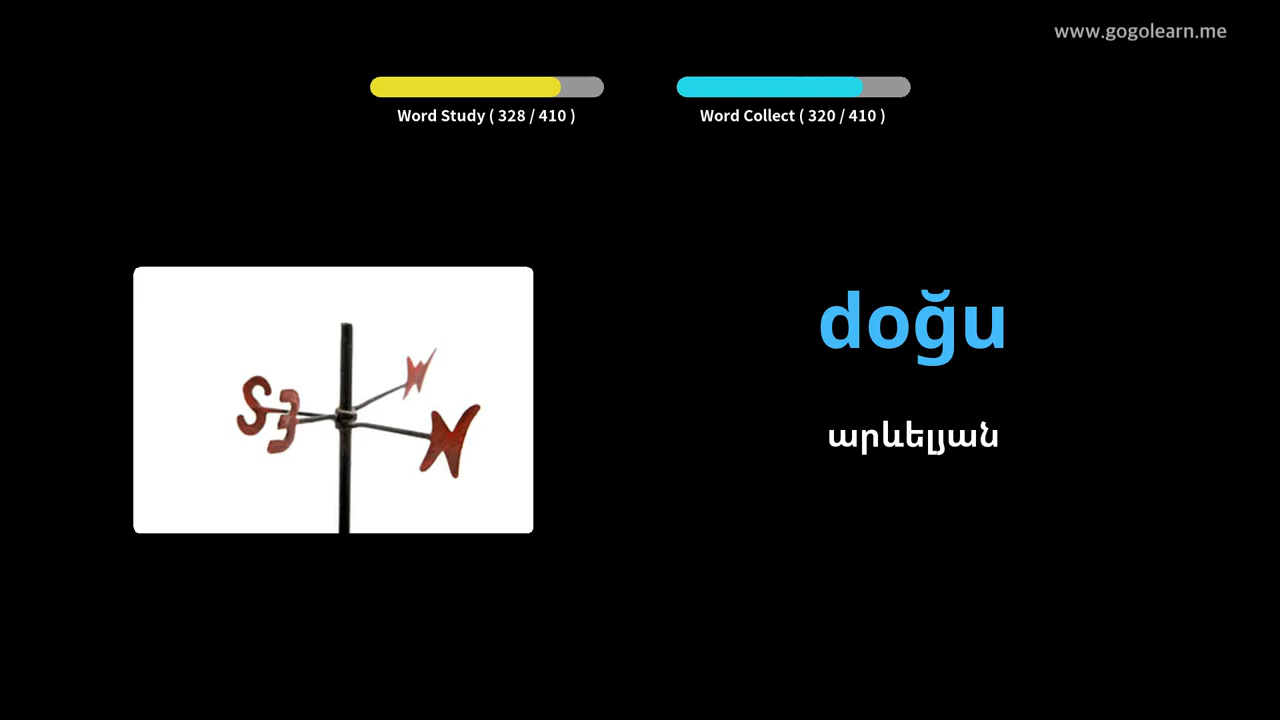 www.gogolearn.me
Word Study ( 328 / 410 )
Word Collect ( 320 / 410 )
doğu
արևելյան
S E N